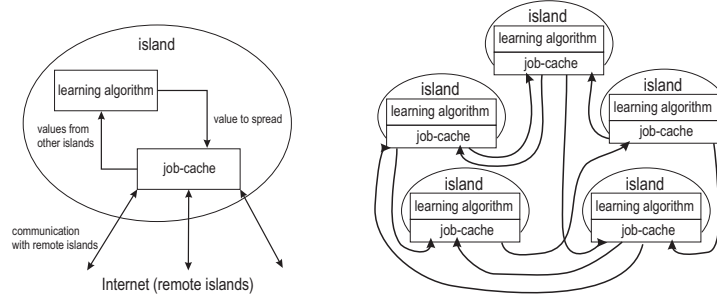 island
learning algorithm
values from
other islands
value to spread
job-cache
communication
with remote islands
Internet (remote islands)
island
learning algorithm
job-cache
island
learning algorithm
job-cache
island
learning algorithm
job-cache
island
learning algorithm
job-cache
island
learning algorithm
job-cache